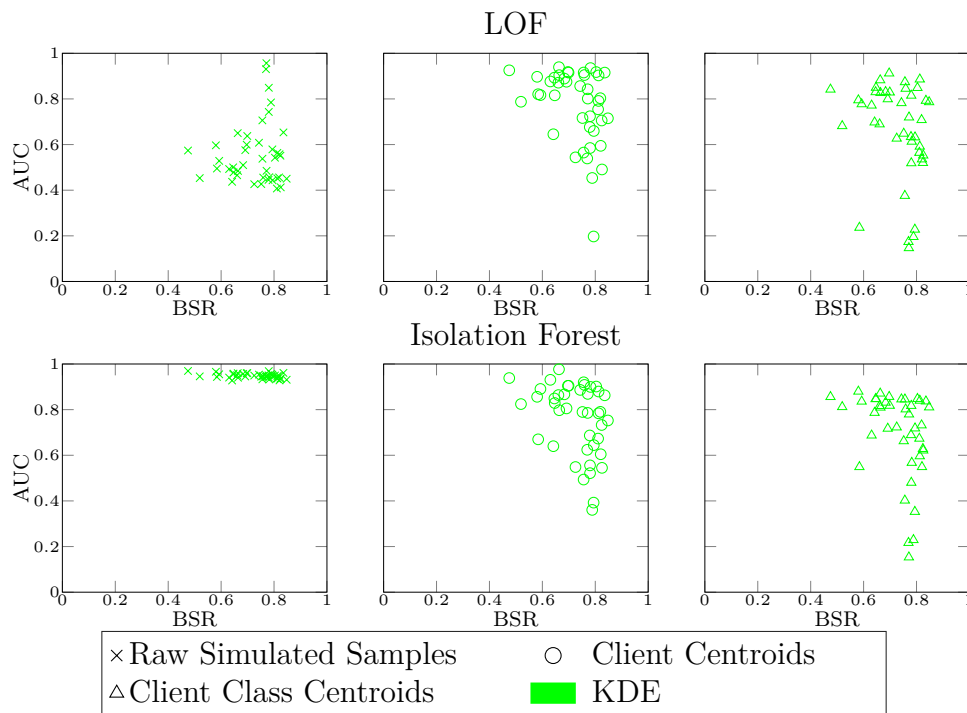 LOF
1
0.8
0.6
0.4
0.2
0
AUC
0 0.2 0.4 0.6 0.8 1
0 0.2 0.4 0.6 0.8 1
0 0.2 0.4 0.6 0.8 1
BSR BSR BSR
Isolation Forest
1
0.8
0.6
0.4
0.2
0
AUC
0 0.2 0.4 0.6 0.8 1
0 0.2 0.4 0.6 0.8 1
0 0.2 0.4 0.6 0.8 1
BSR BSR BSR
Raw Simulated Samples Client Centroids
Client Class Centroids KDE